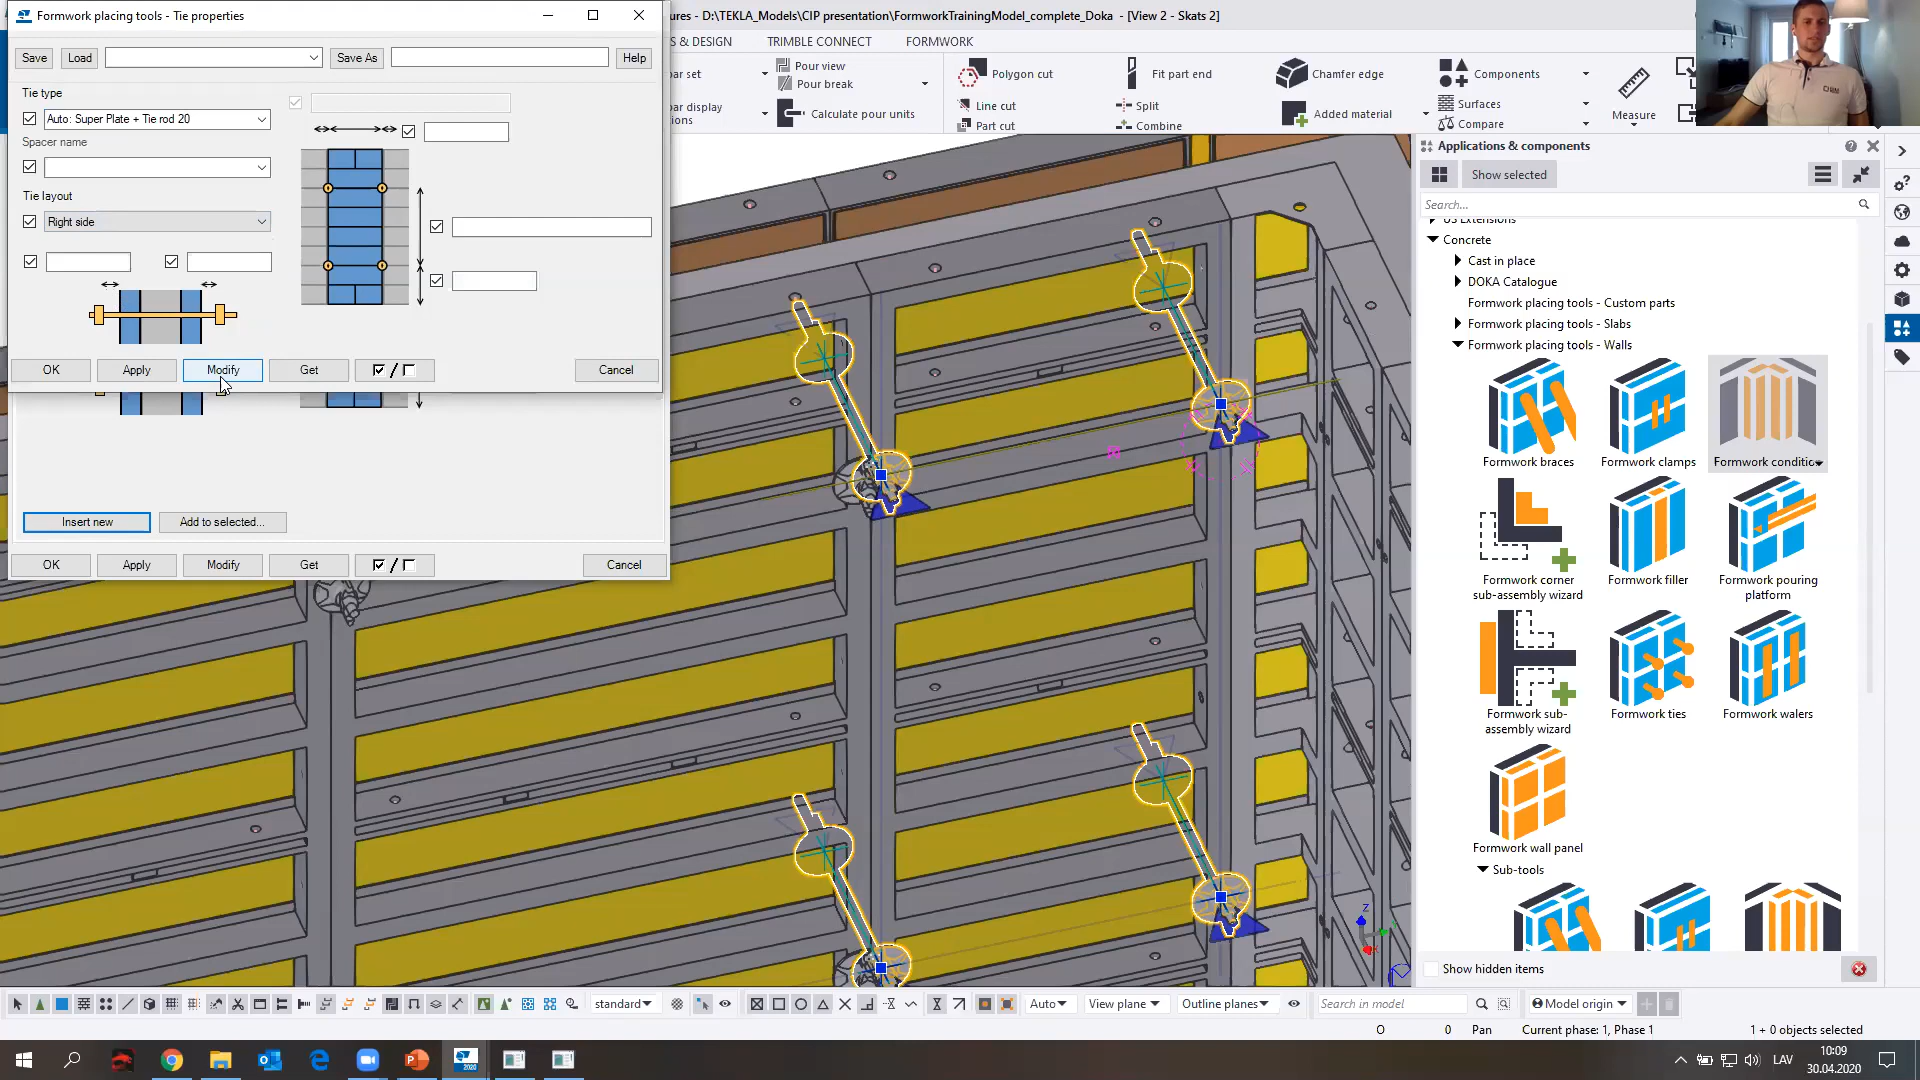 Formwork placing tools - Tie properties
ures - D:\TEKLA_Models\CIP presentation\FormworkTrainingModel_complete_Doka - [View 2 - Skats 2]
S & DESIGN TRIMBLE CONNECT FORMWORK
Save Load Save As Help
bar set Pour view Polygon cut Fit part end Chamfer edge Components
Pour break
bar display Calculate pour units Line cut Split Added material Surfaces Measure
ons Part cut Combine Compare
Tie type
Auto: Super Plate + Tie rod 20
Spacer name
Tie layout
Right side
OK Apply Modify Get / Cancel
Insert new Add to selected...
OK Apply Modify Get / Cancel
Applications & components
Show selected
Search...
US Extensions
Concrete
Cast in place
DOKA Catalogue
Formwork placing tools - Custom parts
Formwork placing tools - Slabs
Formwork placing tools - Walls
Formwork braces Formwork clamps Formwork conditio
Formwork corner sub-assembly wizard Formwork filler Formwork pouring platform
Formwork sub-assembly wizard Formwork ties Formwork walers
Formwork wall panel
Sub-tools
Show hidden items
Z
standard Auto View plane Outline planes Search in model Model origin
O 0 Pan Current phase: 1, Phase 1 1 + 0 objects selected
2020
LAV 10:09
30.04.2020